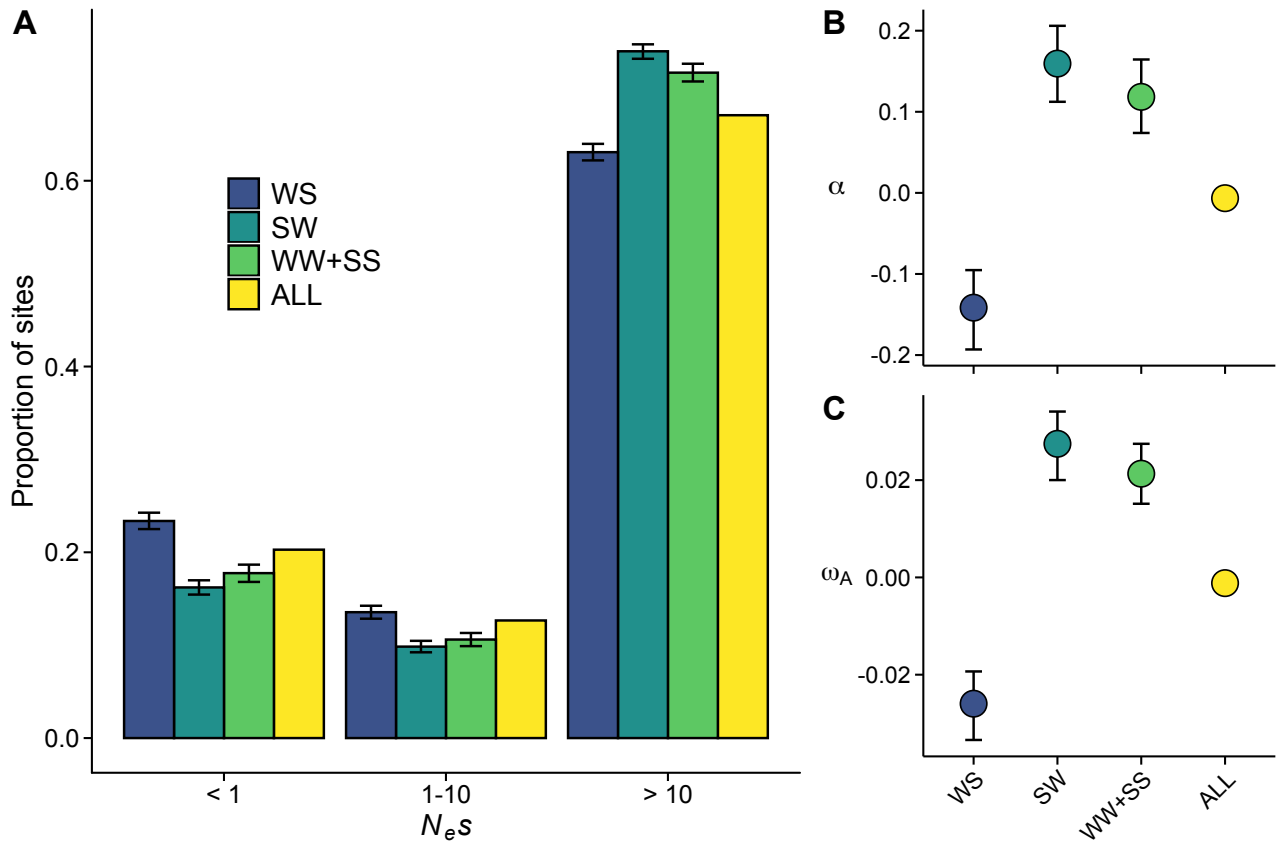 A
Proportion of sites
0.6
0.4
0.2
0.0
WS
SW
WW+SS
ALL
< 1
1-10
> 10
Nₑs
B
α
0.2
0.1
0.0
-0.1
-0.2
C
ωA
0.02
0.00
-0.02
WS
SW
WW+SS
ALL